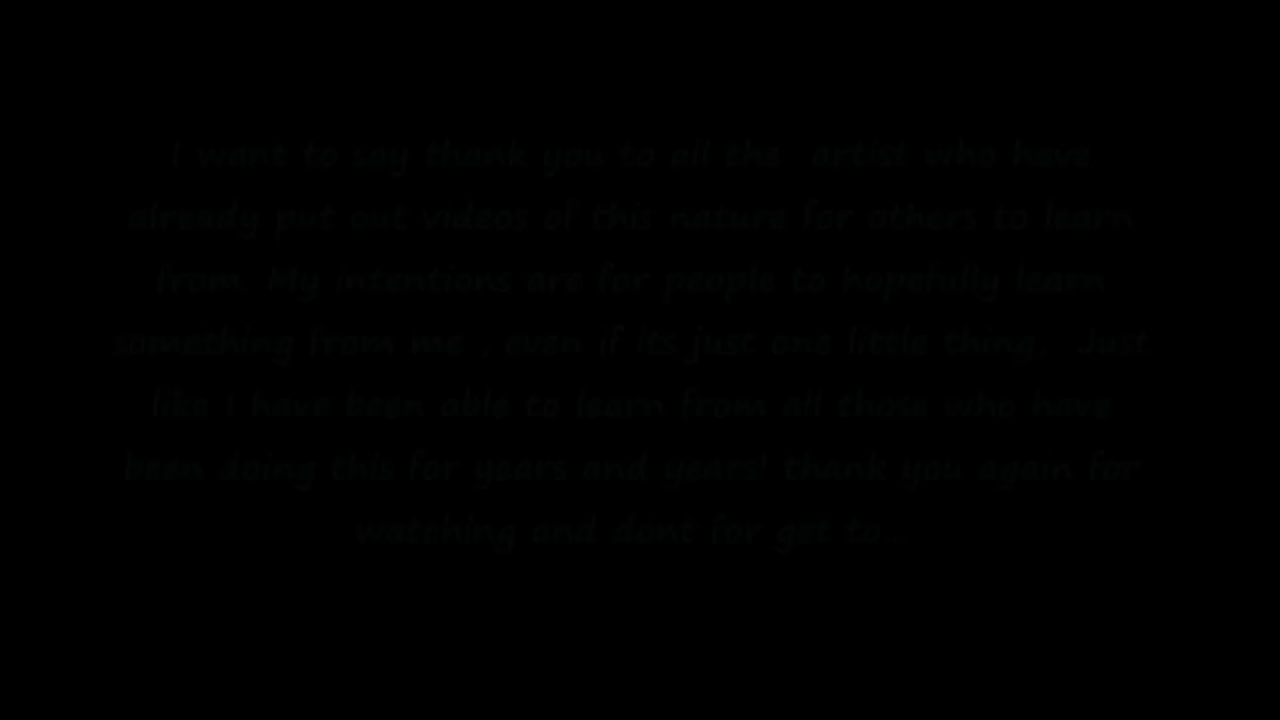 I want to say thank you to all the artist who have
already put out videos of this nature for others to learn
from. My intentions are for people to hopefully learn
something from me , even if its just one little thing. Just
like I have been able to learn from all those who have
been doing this for years and years! thank you again for
watching and dont for get to...